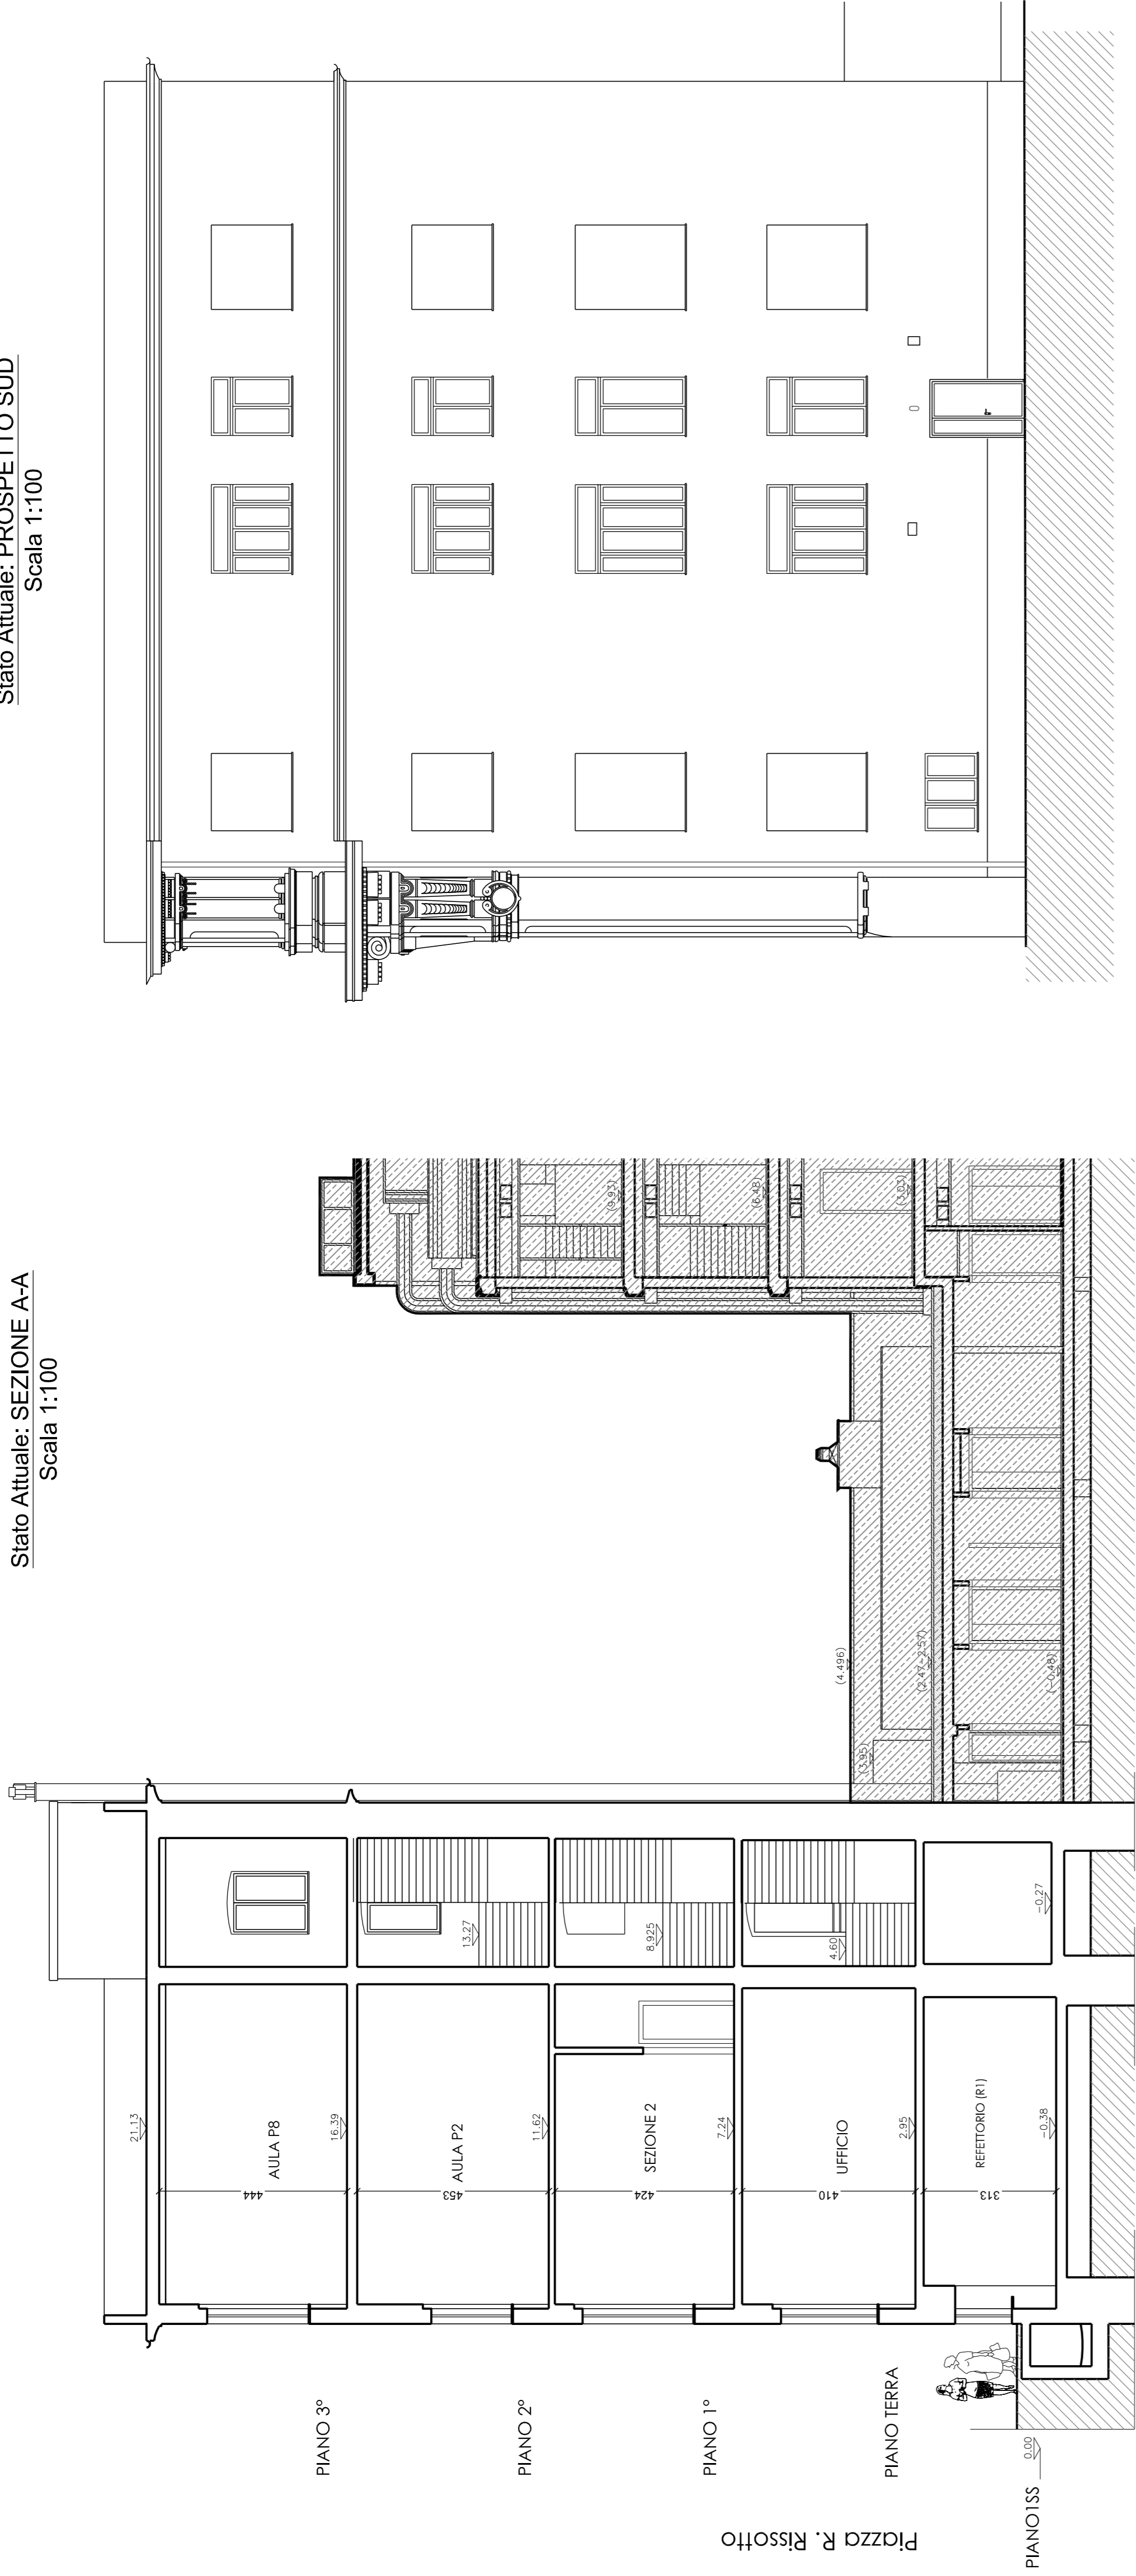 Stato Attuale: SEZIONE A-A
Scala 1:100
Stato Attuale: PROSPETTO SUD
Scala 1:100
21.13
AULA P8
444
16.39
PIANO 3°
AULA P2
453
13.27
11.62
PIANO 2°
SEZIONE 2
424
8.925
7.24
PIANO 1°
UFFICIO
410
4.60
2.95
PIANO TERRA
REFETTORIO (R1)
313
-0.27
-0.38
0.00
PIANO1SS
Piazza R. Rissotto
(9.93)
(6.48)
(3.03)
(4.496)
(3.95)
(2.47-2.57)
(-0.48)